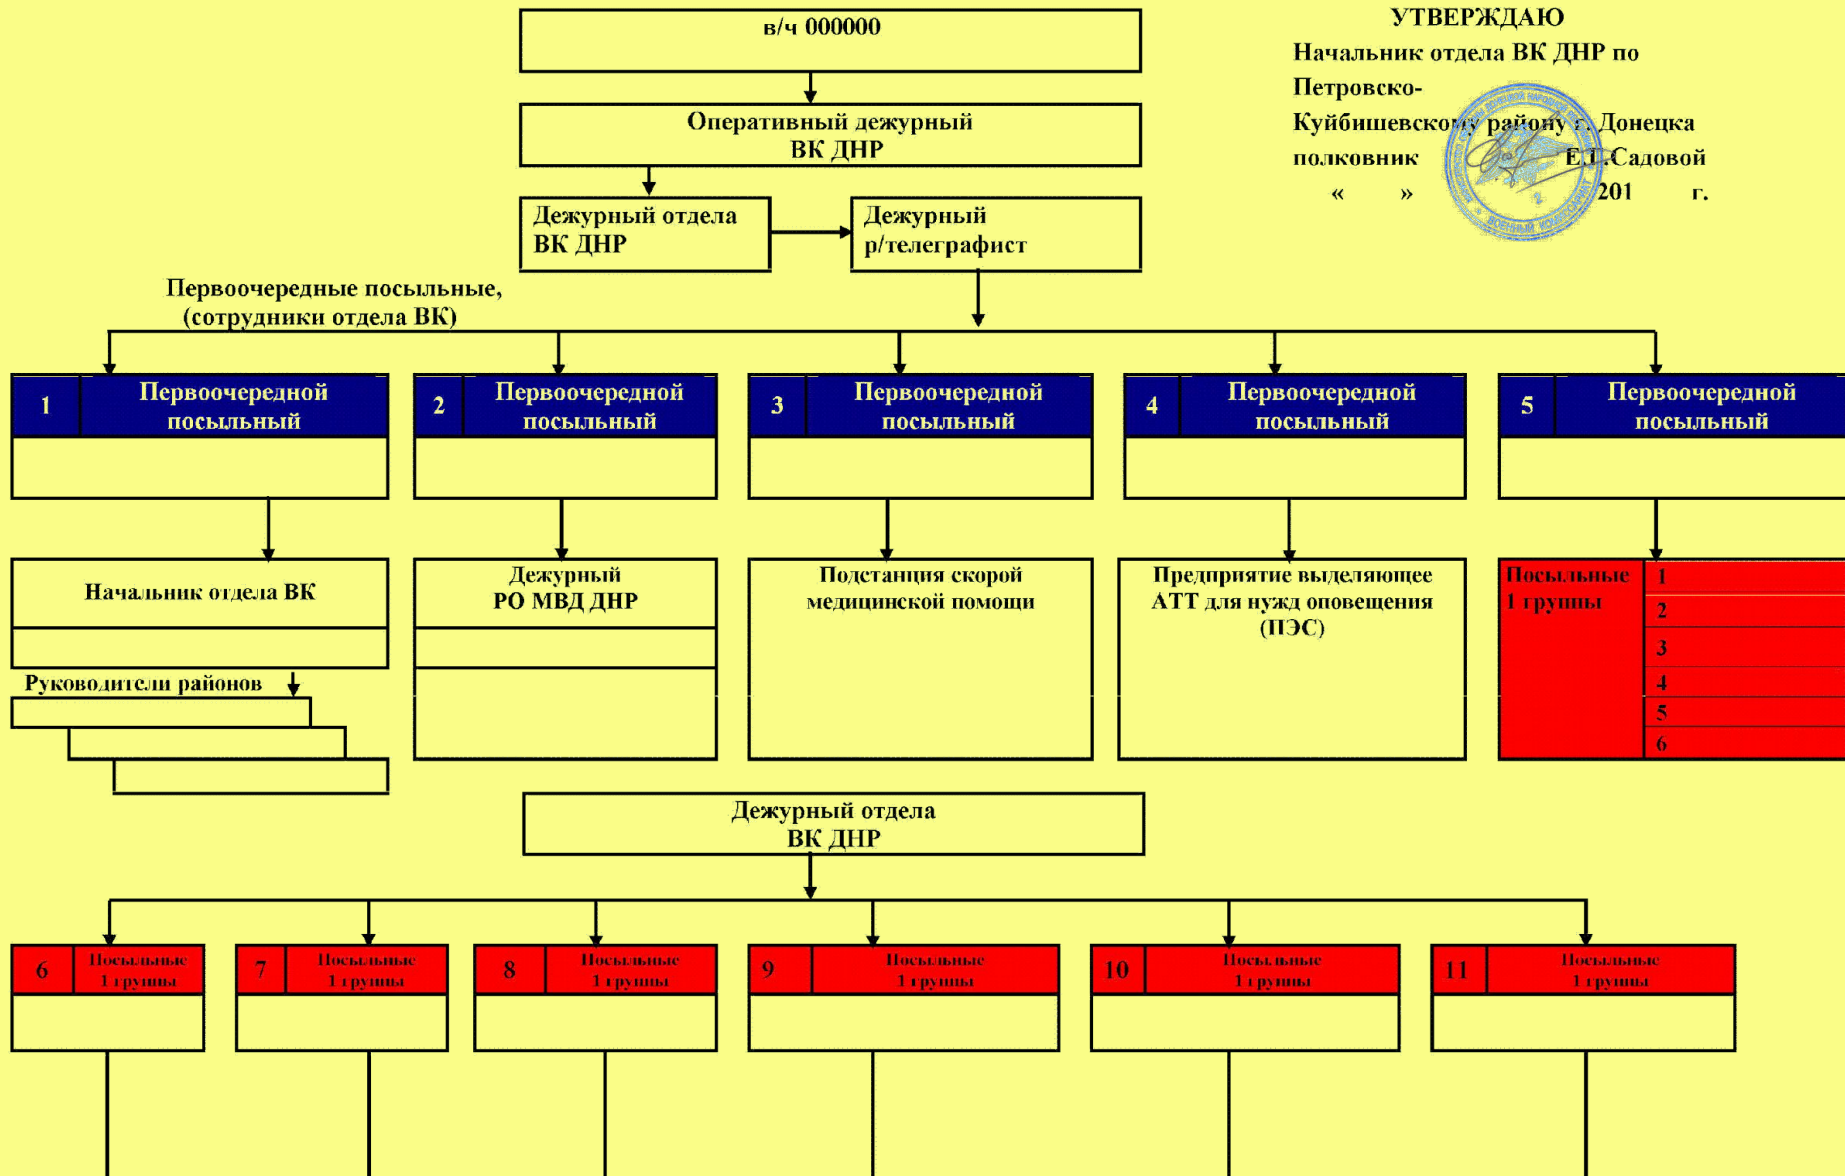 в/ч 000000
УТВЕРЖДАЮ
Начальник отдела ВК ДНР по
Петровско-
Куйбишевскому району г. Донецка
полковник Е.Г.Садовой
« » 201 г.
Оперативный дежурный
ВК ДНР
Дежурный отдела
ВК ДНР
Дежурный
р/телеграфист
Первоочередные посыльные,
(сотрудники отдела ВК)
1 Первоочередной
посыльный
2 Первоочередной
посыльный
3 Первоочередной
посыльный
4 Первоочередной
посыльный
5 Первоочередной
посыльный
Начальник отдела ВК
Дежурный
РО МВД ДНР
Подстанция скорой
медицинской помощи
Предприятие выделяющее
АТТ для нужд оповещения
(ПЭС)
Посыльные
1 группы
1
2
3
4
5
6
Руководители районов
Дежурный отдела
ВК ДНР
6 Посыльные
1 группы
7 Посыльные
1 группы
8 Посыльные
1 группы
9 Посыльные
1 группы
10 Посыльные
1 группы
11 Посыльные
1 группы